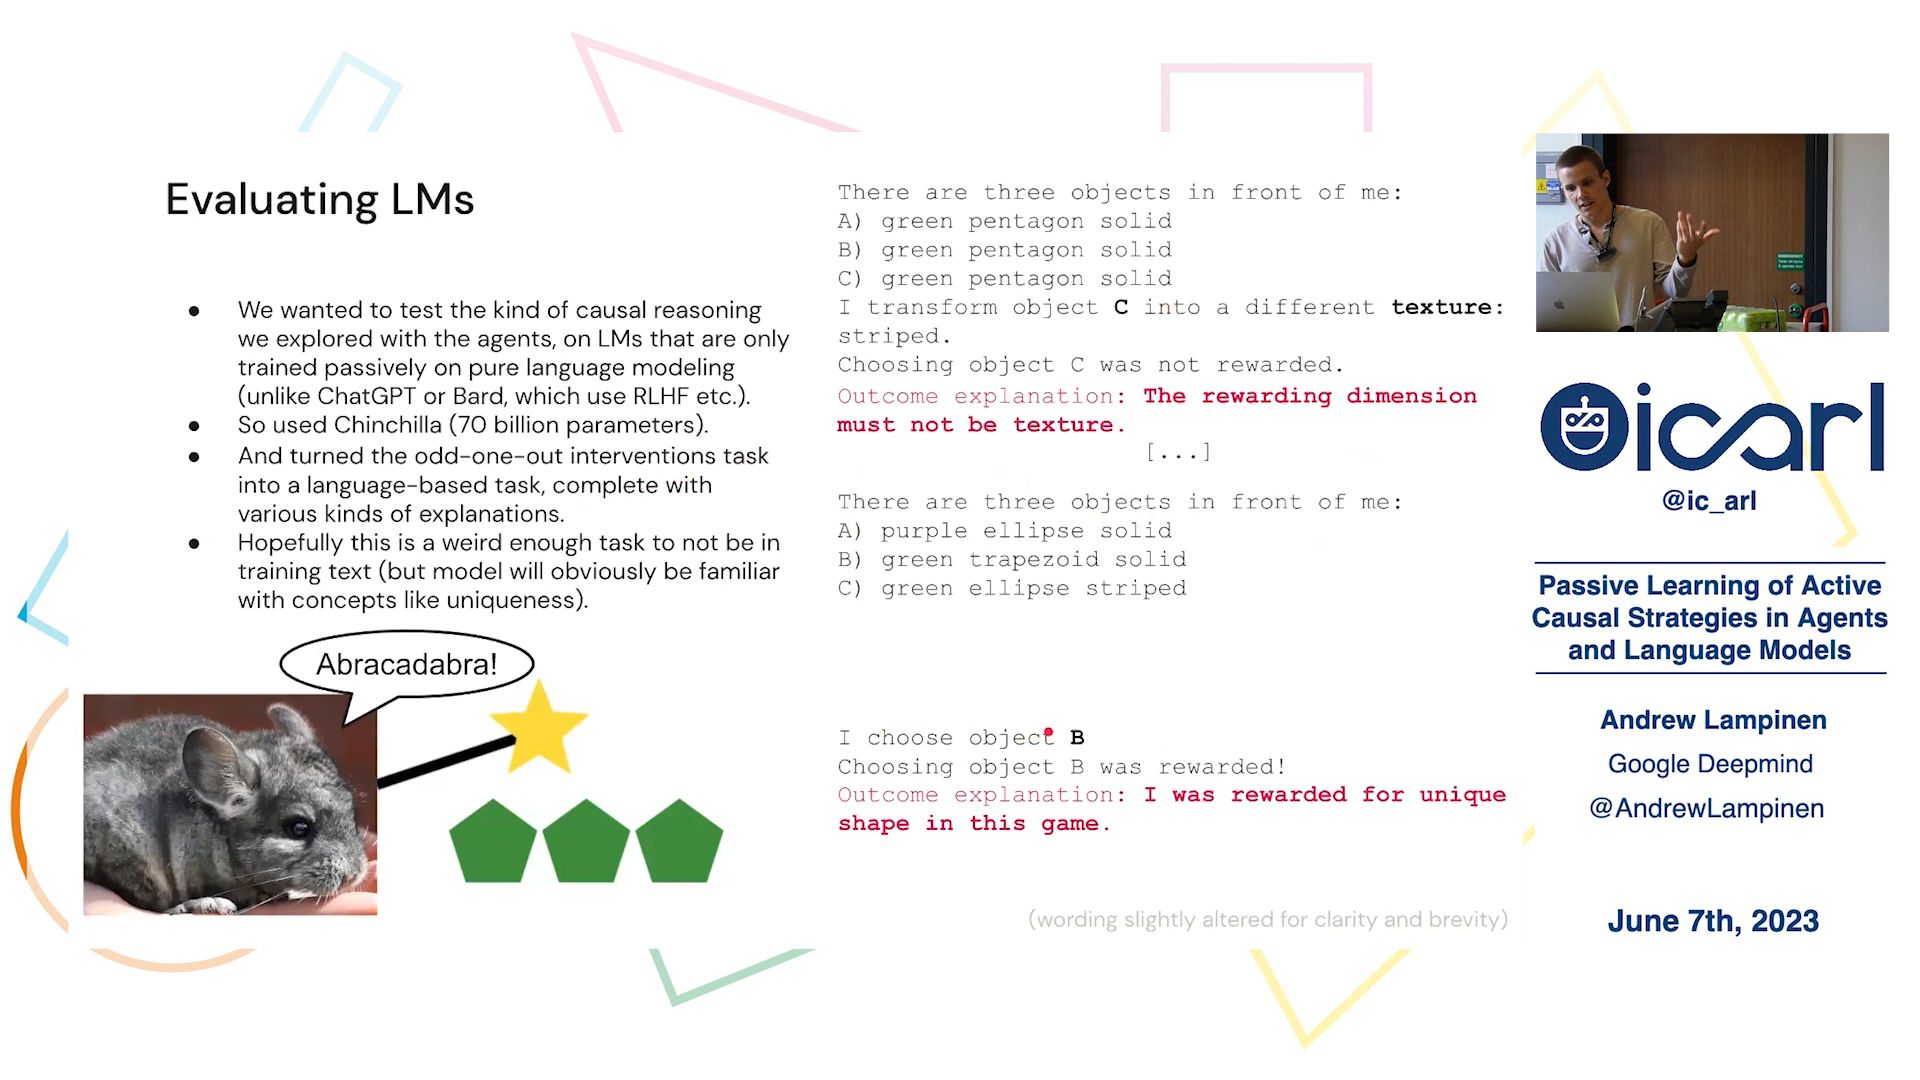 Evaluating LMs
● We wanted to test the kind of causal reasoning
we explored with the agents, on LMs that are only
trained passively on pure language modeling
(unlike ChatGPT or Bard, which use RLHF etc.).
● So used Chinchilla (70 billion parameters).
● And turned the odd-one-out interventions task
into a language-based task, complete with
various kinds of explanations.
● Hopefully this is a weird enough task to not be in
training text (but model will obviously be familiar
with concepts like uniqueness).
Abracadabra!
There are three objects in front of me:
A) green pentagon solid
B) green pentagon solid
C) green pentagon solid
I transform object C into a different texture:
striped.
Choosing object C was not rewarded.
Outcome explanation: The rewarding dimension
must not be texture.
[...]
There are three objects in front of me:
A) purple ellipse solid
B) green trapezoid solid
C) green ellipse striped
I choose object B
Choosing object B was rewarded!
Outcome explanation: I was rewarded for unique
shape in this game.
(wording slightly altered for clarity and brevity)
EMERGENCY
icarl
@ic_arl
Passive Learning of Active
Causal Strategies in Agents
and Language Models
Andrew Lampinen
Google Deepmind
@AndrewLampinen
June 7th, 2023